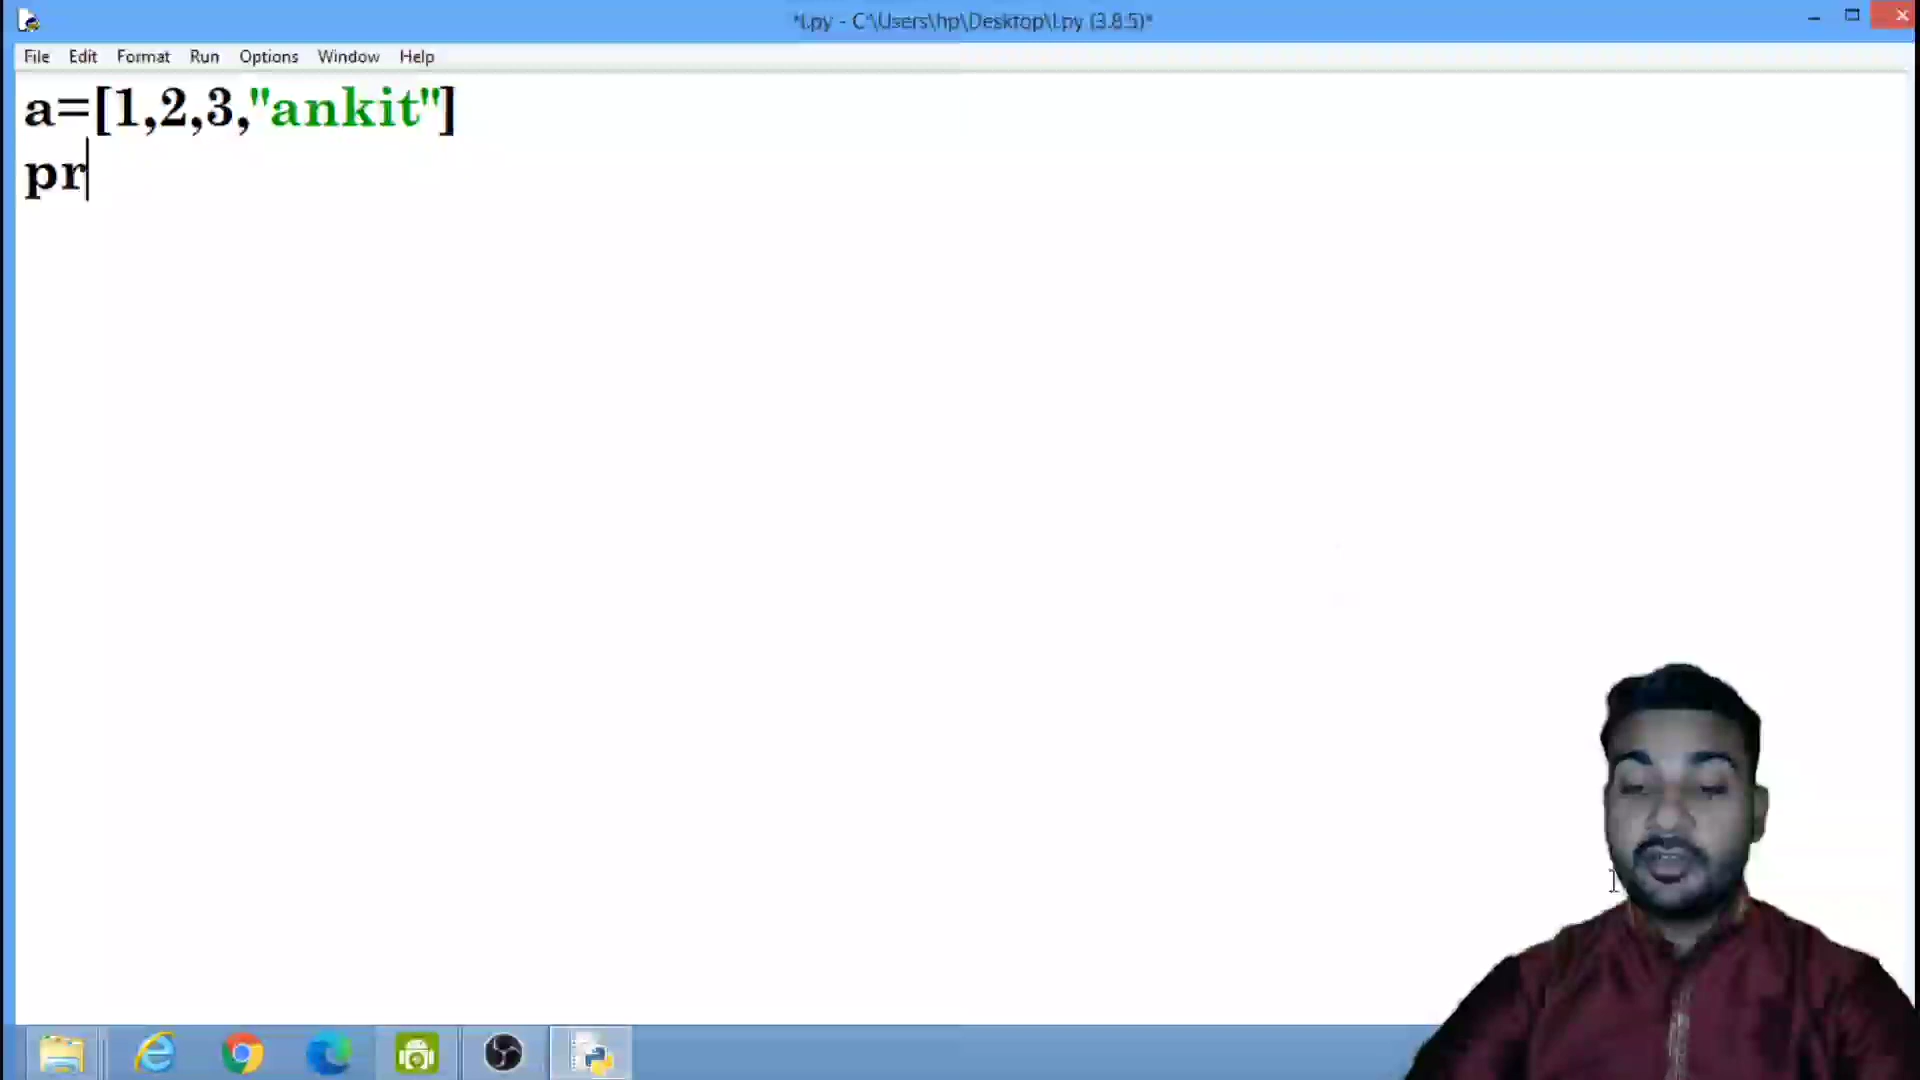 *l.py - C:\Users\hp\Desktop\l.py (3.8.5)*
File Edit Format Run Options Window Help
a=[1,2,3,"ankit"]
pr